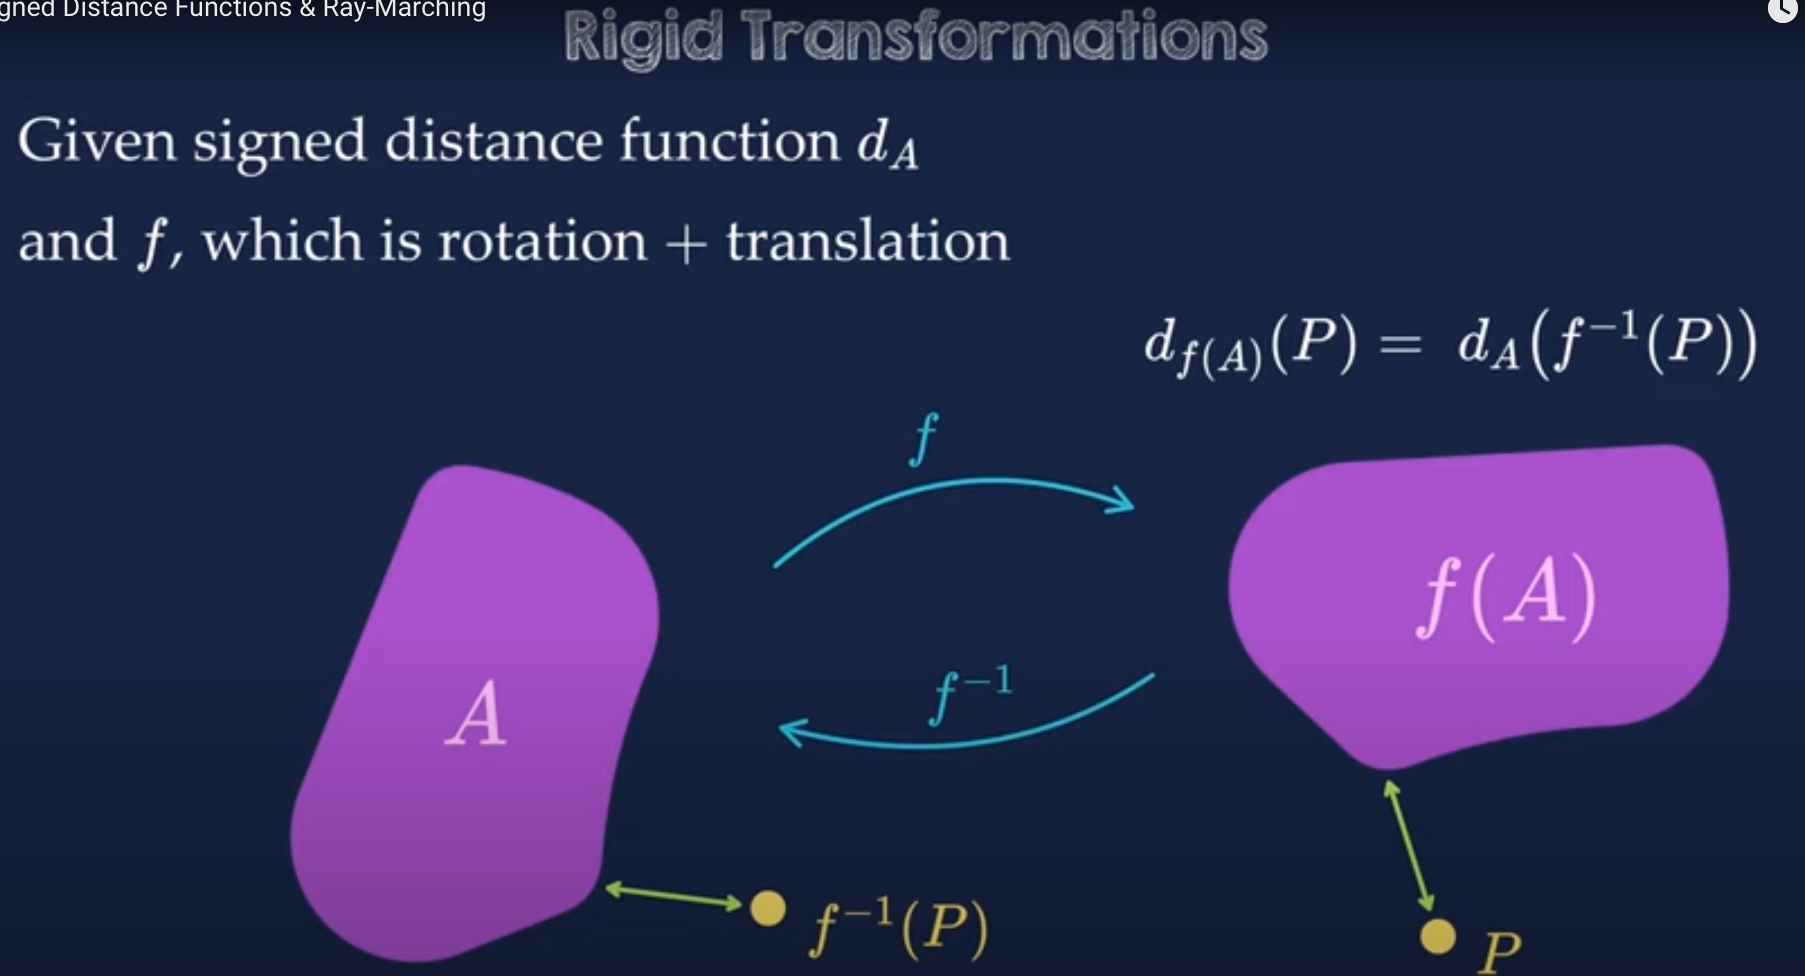 gned Distance Functions & Ray-Marching
Rigid Transformations
Given signed distance function d_A
and f, which is rotation + translation
d_{f(A)}(P) = d_A(f^{-1}(P))
f
f(A)
f^{-1}
A
f^{-1}(P)
P